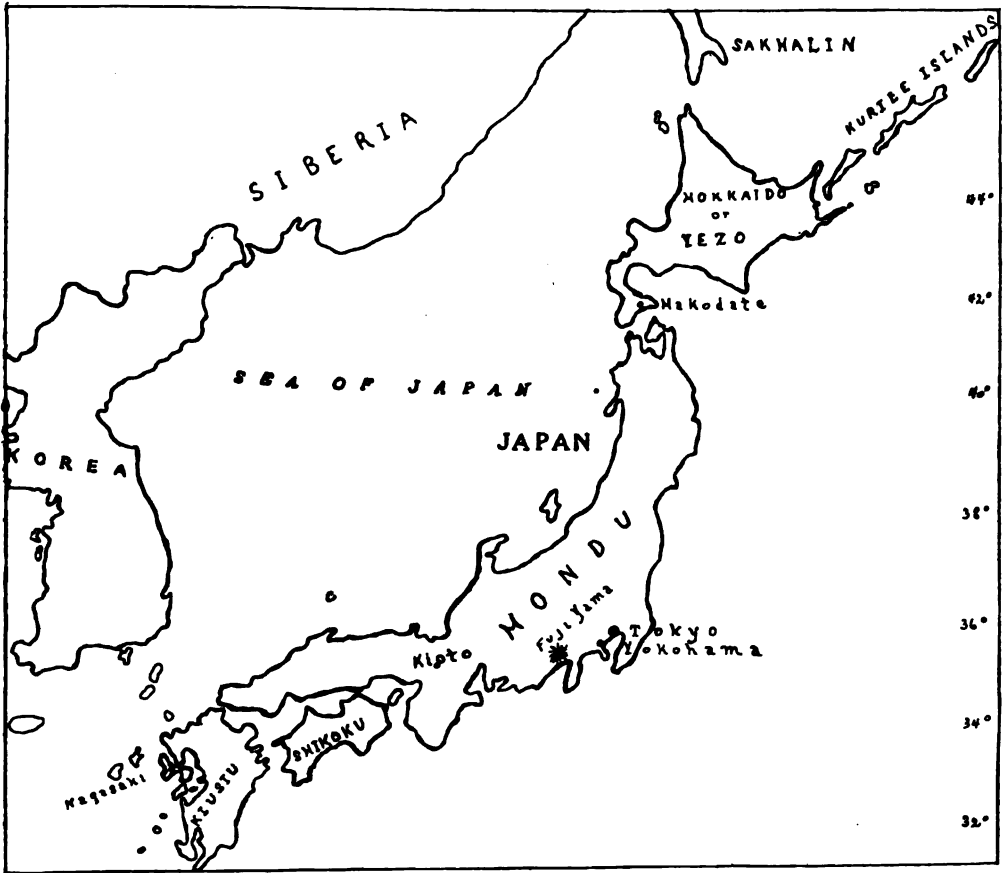 SAKHALIN
KURILE ISLANDS
SIBERIA
HOKKAIDO
or
YEZO
44°
42°
Hakodate
SEA OF JAPAN
40°
JAPAN
KOREA
38°
HONDU
Fuji Yama
36°
Tokyo
Yokohama
Kioto
34°
SHIKOKU
Nagasaki
KIUSTU
32°